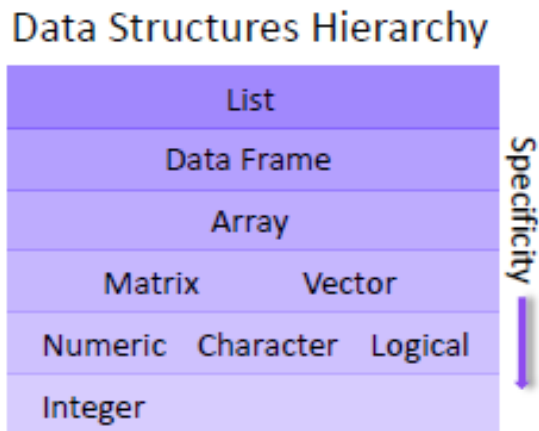 Data Structures Hierarchy
List
Data Frame
Array
Matrix Vector
Numeric Character Logical
Integer
Specificity